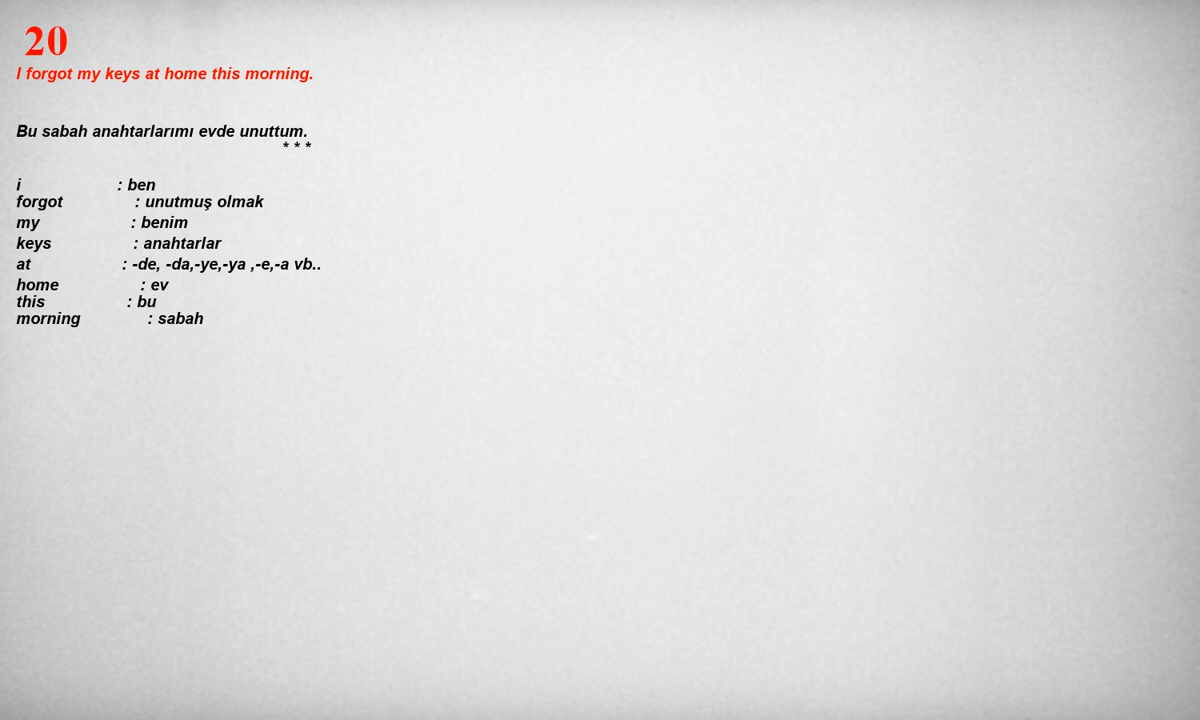 20
I forgot my keys at home this morning.
Bu sabah anahtarlarımı evde unuttum.
* * *
i : ben
forgot : unutmuş olmak
my : benim
keys : anahtarlar
at : -de, -da,-ye,-ya ,-e,-a vb..
home : ev
this : bu
morning : sabah